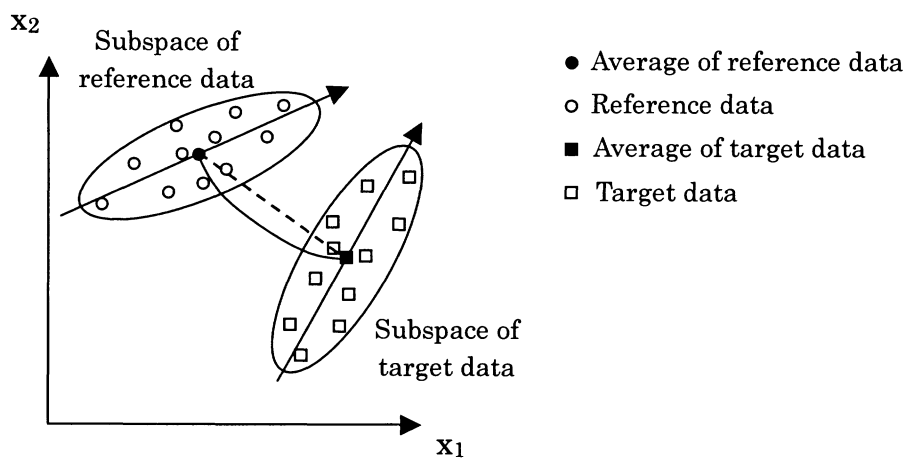 x₂
Subspace of
reference data
● Average of reference data
○ Reference data
■ Average of target data
□ Target data
Subspace of
target data
x₁